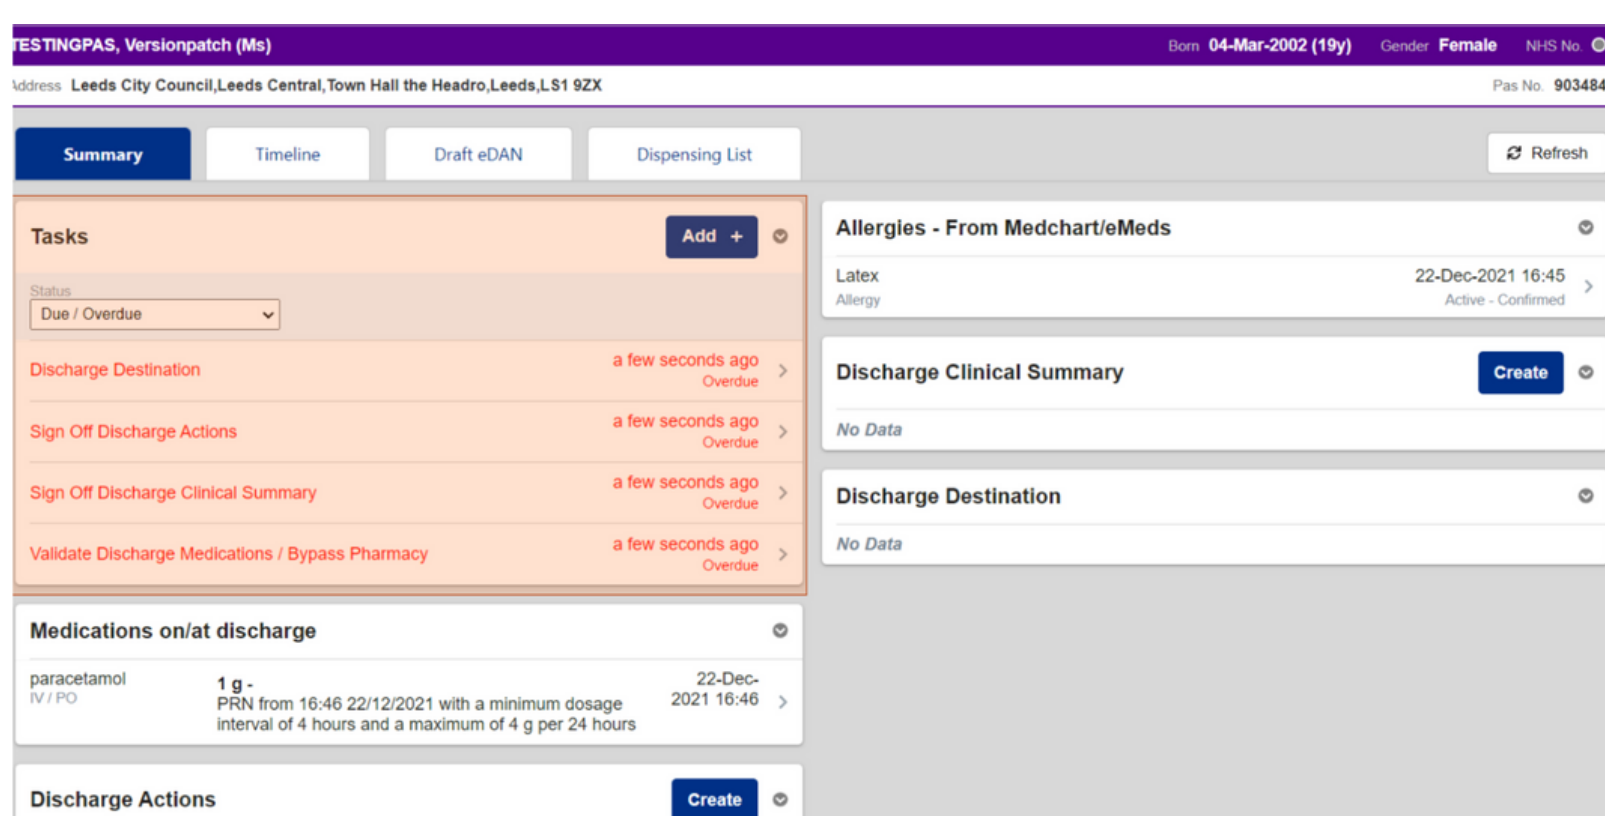 TESTINGPAS, Versionpatch (Ms)
Born 04-Mar-2002 (19y) Gender Female NHS No.
Address Leeds City Council,Leeds Central,Town Hall the Headro,Leeds,LS1 9ZX
Pas No. 903484
Summary
Timeline
Draft eDAN
Dispensing List
Refresh
Tasks
Add +
Status
Due / Overdue
Discharge Destination
a few seconds ago
Overdue
Sign Off Discharge Actions
a few seconds ago
Overdue
Sign Off Discharge Clinical Summary
a few seconds ago
Overdue
Validate Discharge Medications / Bypass Pharmacy
a few seconds ago
Overdue
Medications on/at discharge
paracetamol
IV / PO
1 g -
PRN from 16:46 22/12/2021 with a minimum dosage
interval of 4 hours and a maximum of 4 g per 24 hours
22-Dec-
2021 16:46
Discharge Actions
Create
Allergies - From Medchart/eMeds
Latex
Allergy
22-Dec-2021 16:45
Active - Confirmed
Discharge Clinical Summary
Create
No Data
Discharge Destination
No Data